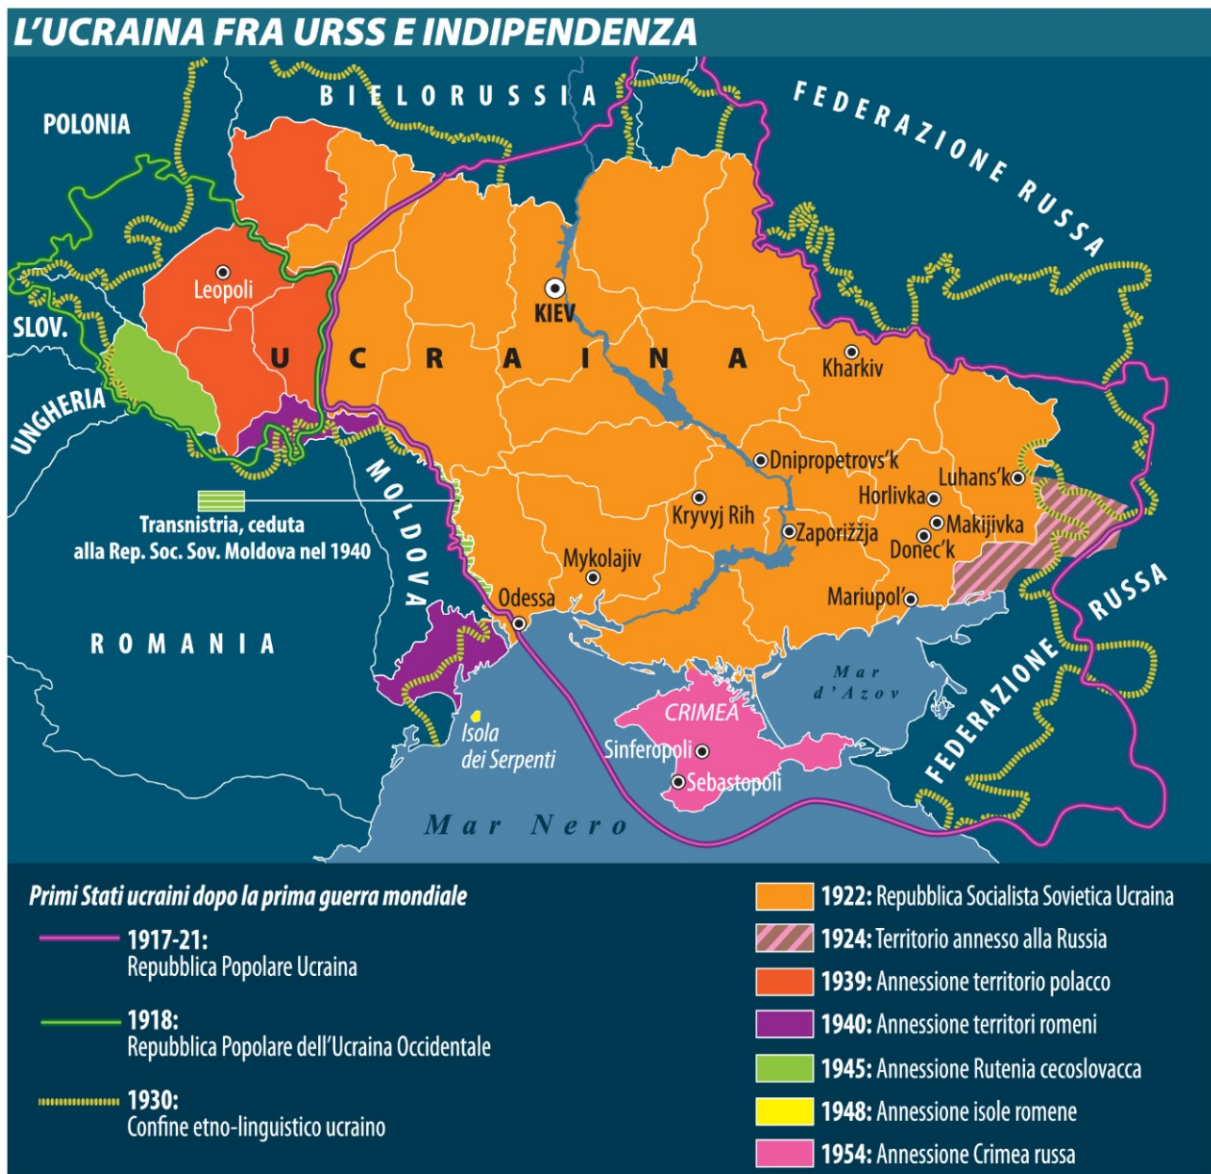 L'UCRAINA FRA URSS E INDIPENDENZA
BIELORUSSIA
FEDERAZIONE RUSSA
POLONIA
Leopoli
SLOV.
KIEV
UCRAINA
Kharkiv
UNGHERIA
MOLDOVA
Dnipropetrovs'k
Luhans'k
Horlivka
Kryvyj Rih
Makijivka
Transnistria, ceduta
alla Rep. Soc. Sov. Moldova nel 1940
Zaporižžja
Donec'k
Mykolajiv
Odessa
Mariupol'
FEDERAZIONE RUSSA
ROMANIA
Mar
d'Azov
CRIMEA
Isola
dei Serpenti
Sinferopoli
Sebastopoli
Mar Nero
Primi Stati ucraini dopo la prima guerra mondiale
1917-21:
Repubblica Popolare Ucraina
1918:
Repubblica Popolare dell'Ucraina Occidentale
1930:
Confine etno-linguistico ucraino
1922: Repubblica Socialista Sovietica Ucraina
1924: Territorio annesso alla Russia
1939: Annessione territorio polacco
1940: Annessione territori romeni
1945: Annessione Rutenia cecoslovacca
1948: Annessione isole romene
1954: Annessione Crimea russa